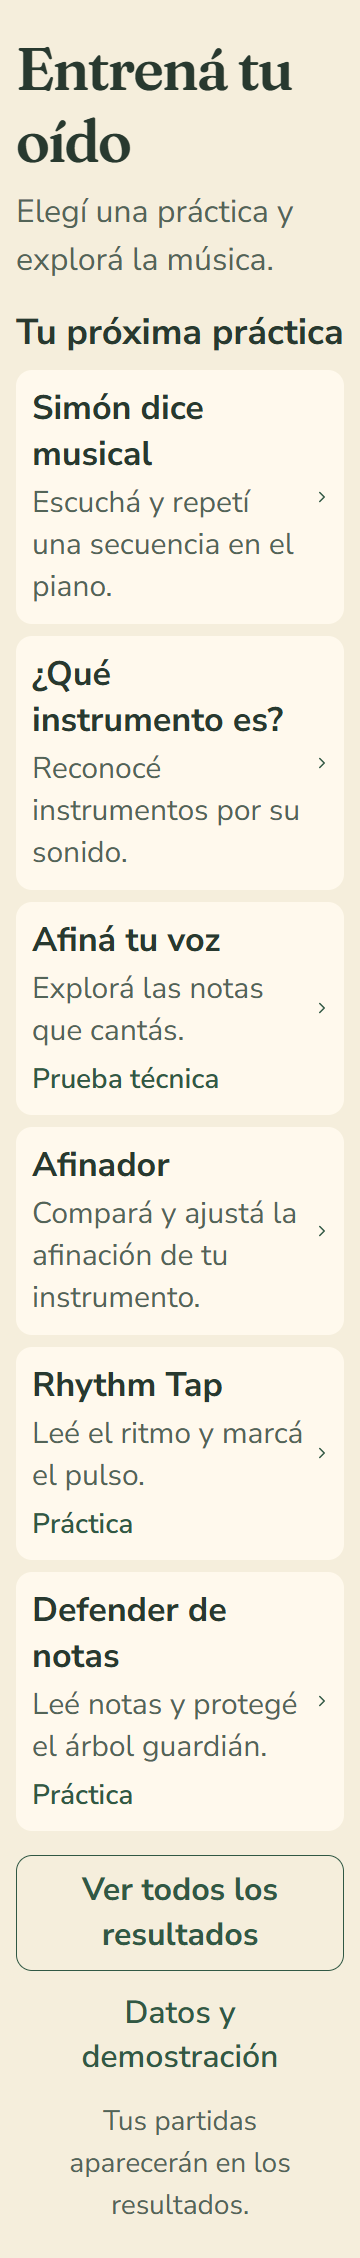 Entrená tu
oído
Elegí una práctica y
explorá la música.
Tu próxima práctica
Simón dice
musical
Escuchá y repetí
una secuencia en el
piano.
¿Qué
instrumento es?
Reconocé
instrumentos por su
sonido.
Afiná tu voz
Explorá las notas
que cantás.
Prueba técnica
Afinador
Compará y ajustá la
afinación de tu
instrumento.
Rhythm Tap
Leé el ritmo y marcá
el pulso.
Práctica
Defender de
notas
Leé notas y protegé
el árbol guardián.
Práctica
Ver todos los
resultados
Datos y
demostración
Tus partidas
aparecerán en los
resultados.